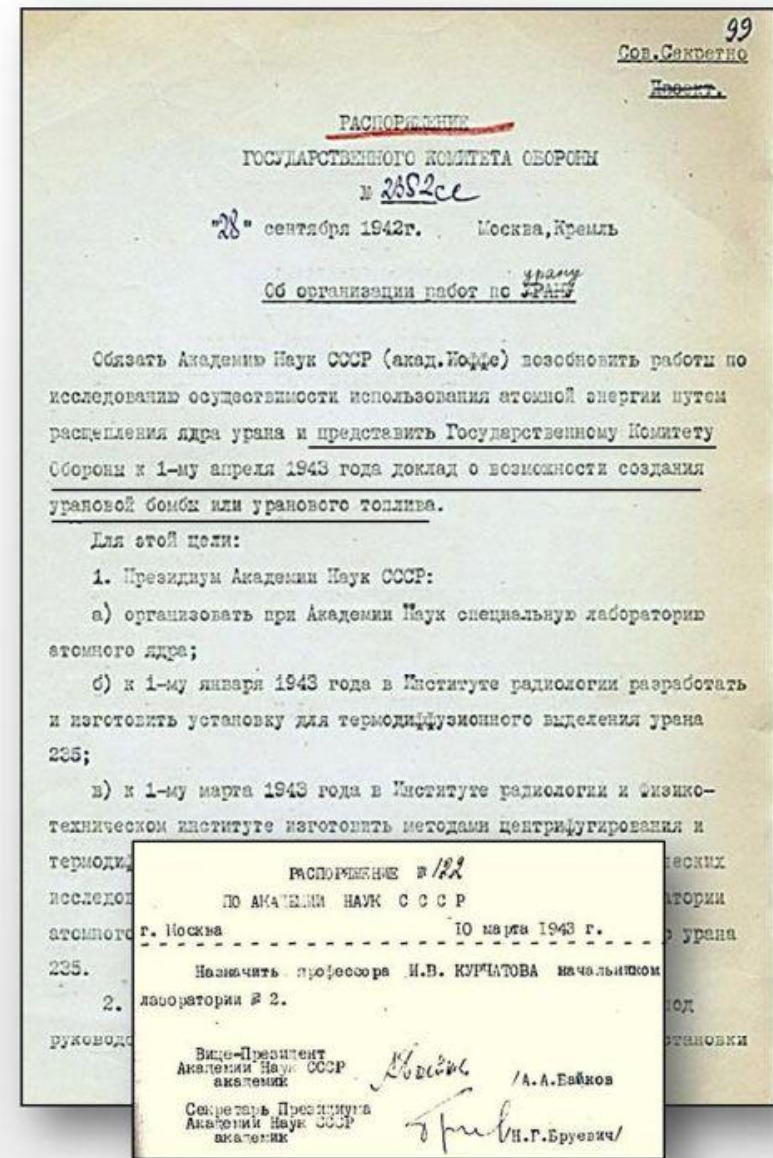 99
Сов.Секретно
Проект.
РАСПОРЯЖЕНИЕ
ГОСУДАРСТВЕННОГО КОМИТЕТА ОБОРОНЫ
№ 2352сс
"28" сентября 1942г. Москва,Кремль
урану
Об организации работ по УРАНУ
Обязать Академию Наук СССР (акад.Иоффе) возобновить работы по
исследованию осуществимости использования атомной энергии путем
расщепления ядра урана и представить Государственному Комитету
Обороны к 1-му апреля 1943 года доклад о возможности создания
урановой бомбы или уранового топлива.
Для этой цели:
1. Президиум Академии Наук СССР:
а) организовать при Академии Наук специальную лабораторию
атомного ядра;
б) к 1-му января 1943 года в Институте радиологии разработать
и изготовить установку для термодиффузионного выделения урана
235;
в) к 1-му марта 1943 года в Институте радиологии и Физико-
техническом институте изготовить методами центрифугирования и
термодиф ческих
исследов атории
атомного урана
235.
2. под
руководс становки
РАСПОРЯЖЕНИЕ № 122
ПО АКАДЕМИИ НАУК С С С Р
г. Москва 10 марта 1943 г.
Назначить профессора И.В. КУРЧАТОВА начальником
лаборатории № 2.
Вице-Президент
Академии Наук СССР
академик /А.А.Байков
Секретарь Президиума
Академии Наук СССР
академик /Н.Г.Бруевич/